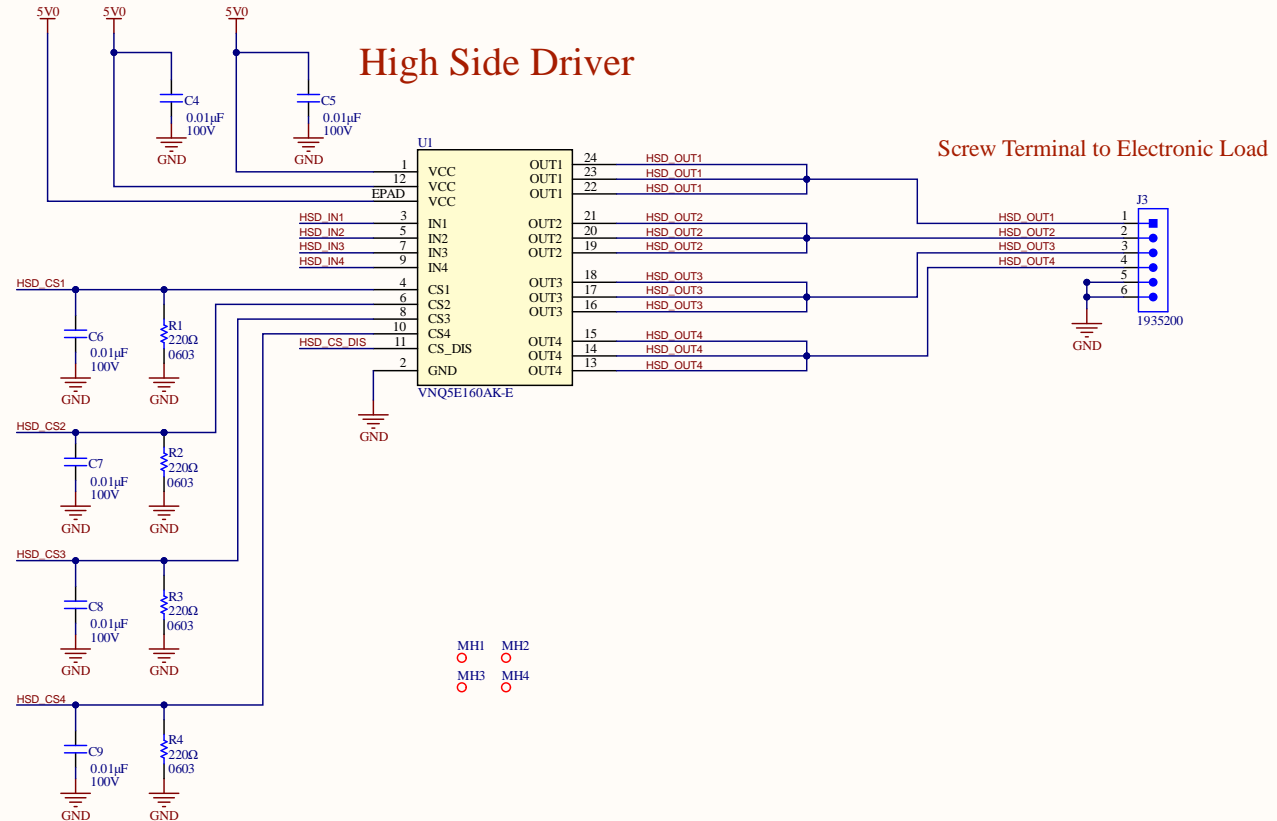 5V0
5V0
5V0
High Side Driver
C4
0.01µF
100V
GND
C5
0.01µF
100V
GND
Screw Terminal to Electronic Load
U1
1
VCC
12
VCC
EPAD
VCC
HSD_IN1
3
IN1
HSD_IN2
5
IN2
HSD_IN3
7
IN3
HSD_IN4
9
IN4
HSD_CS1
4
CS1
6
CS2
8
CS3
10
CS4
HSD_CS_DIS
11
CS_DIS
2
GND
VNQ5E160AK-E
GND
OUT1
24
HSD_OUT1
OUT1
23
HSD_OUT1
OUT1
22
HSD_OUT1
OUT2
21
HSD_OUT2
OUT2
20
HSD_OUT2
OUT2
19
HSD_OUT2
OUT3
18
HSD_OUT3
OUT3
17
HSD_OUT3
OUT3
16
HSD_OUT3
OUT4
15
HSD_OUT4
OUT4
14
HSD_OUT4
OUT4
13
HSD_OUT4
J3
HSD_OUT1
1
HSD_OUT2
2
HSD_OUT3
3
HSD_OUT4
4
5
6
1935200
GND
C6
0.01µF
100V
GND
R1
220Ω
0603
GND
HSD_CS2
C7
0.01µF
100V
GND
R2
220Ω
0603
GND
HSD_CS3
C8
0.01µF
100V
GND
R3
220Ω
0603
GND
HSD_CS4
C9
0.01µF
100V
GND
R4
220Ω
0603
GND
MH1
MH2
MH3
MH4